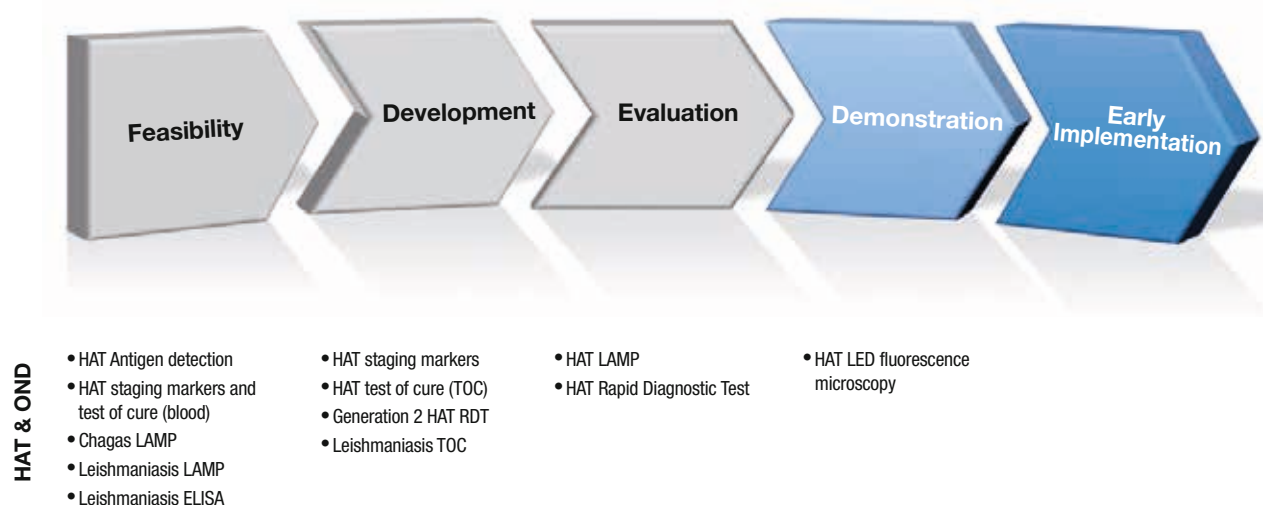 Feasibility
Development
Evaluation
Demonstration
Early
Implementation
HAT & OND
• HAT Antigen detection
• HAT staging markers and
test of cure (blood)
• Chagas LAMP
• Leishmaniasis LAMP
• Leishmaniasis ELISA
• HAT staging markers
• HAT test of cure (TOC)
• Generation 2 HAT RDT
• Leishmaniasis TOC
• HAT LAMP
• HAT Rapid Diagnostic Test
• HAT LED fluorescence
microscopy